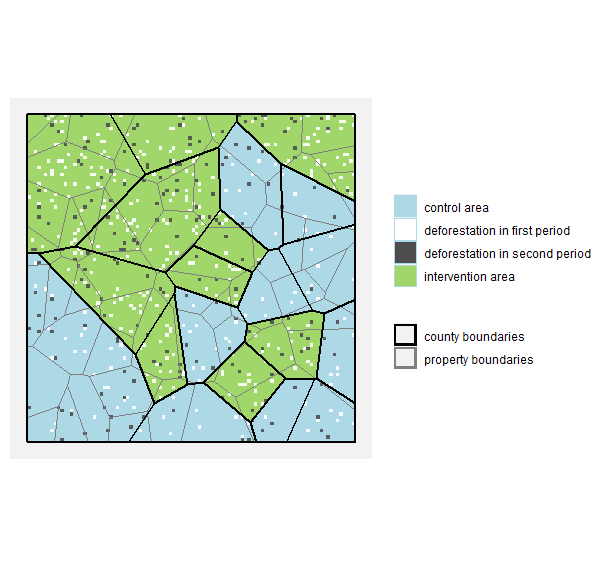 control area
deforestation in first period
deforestation in second period
intervention area
county boundaries
property boundaries